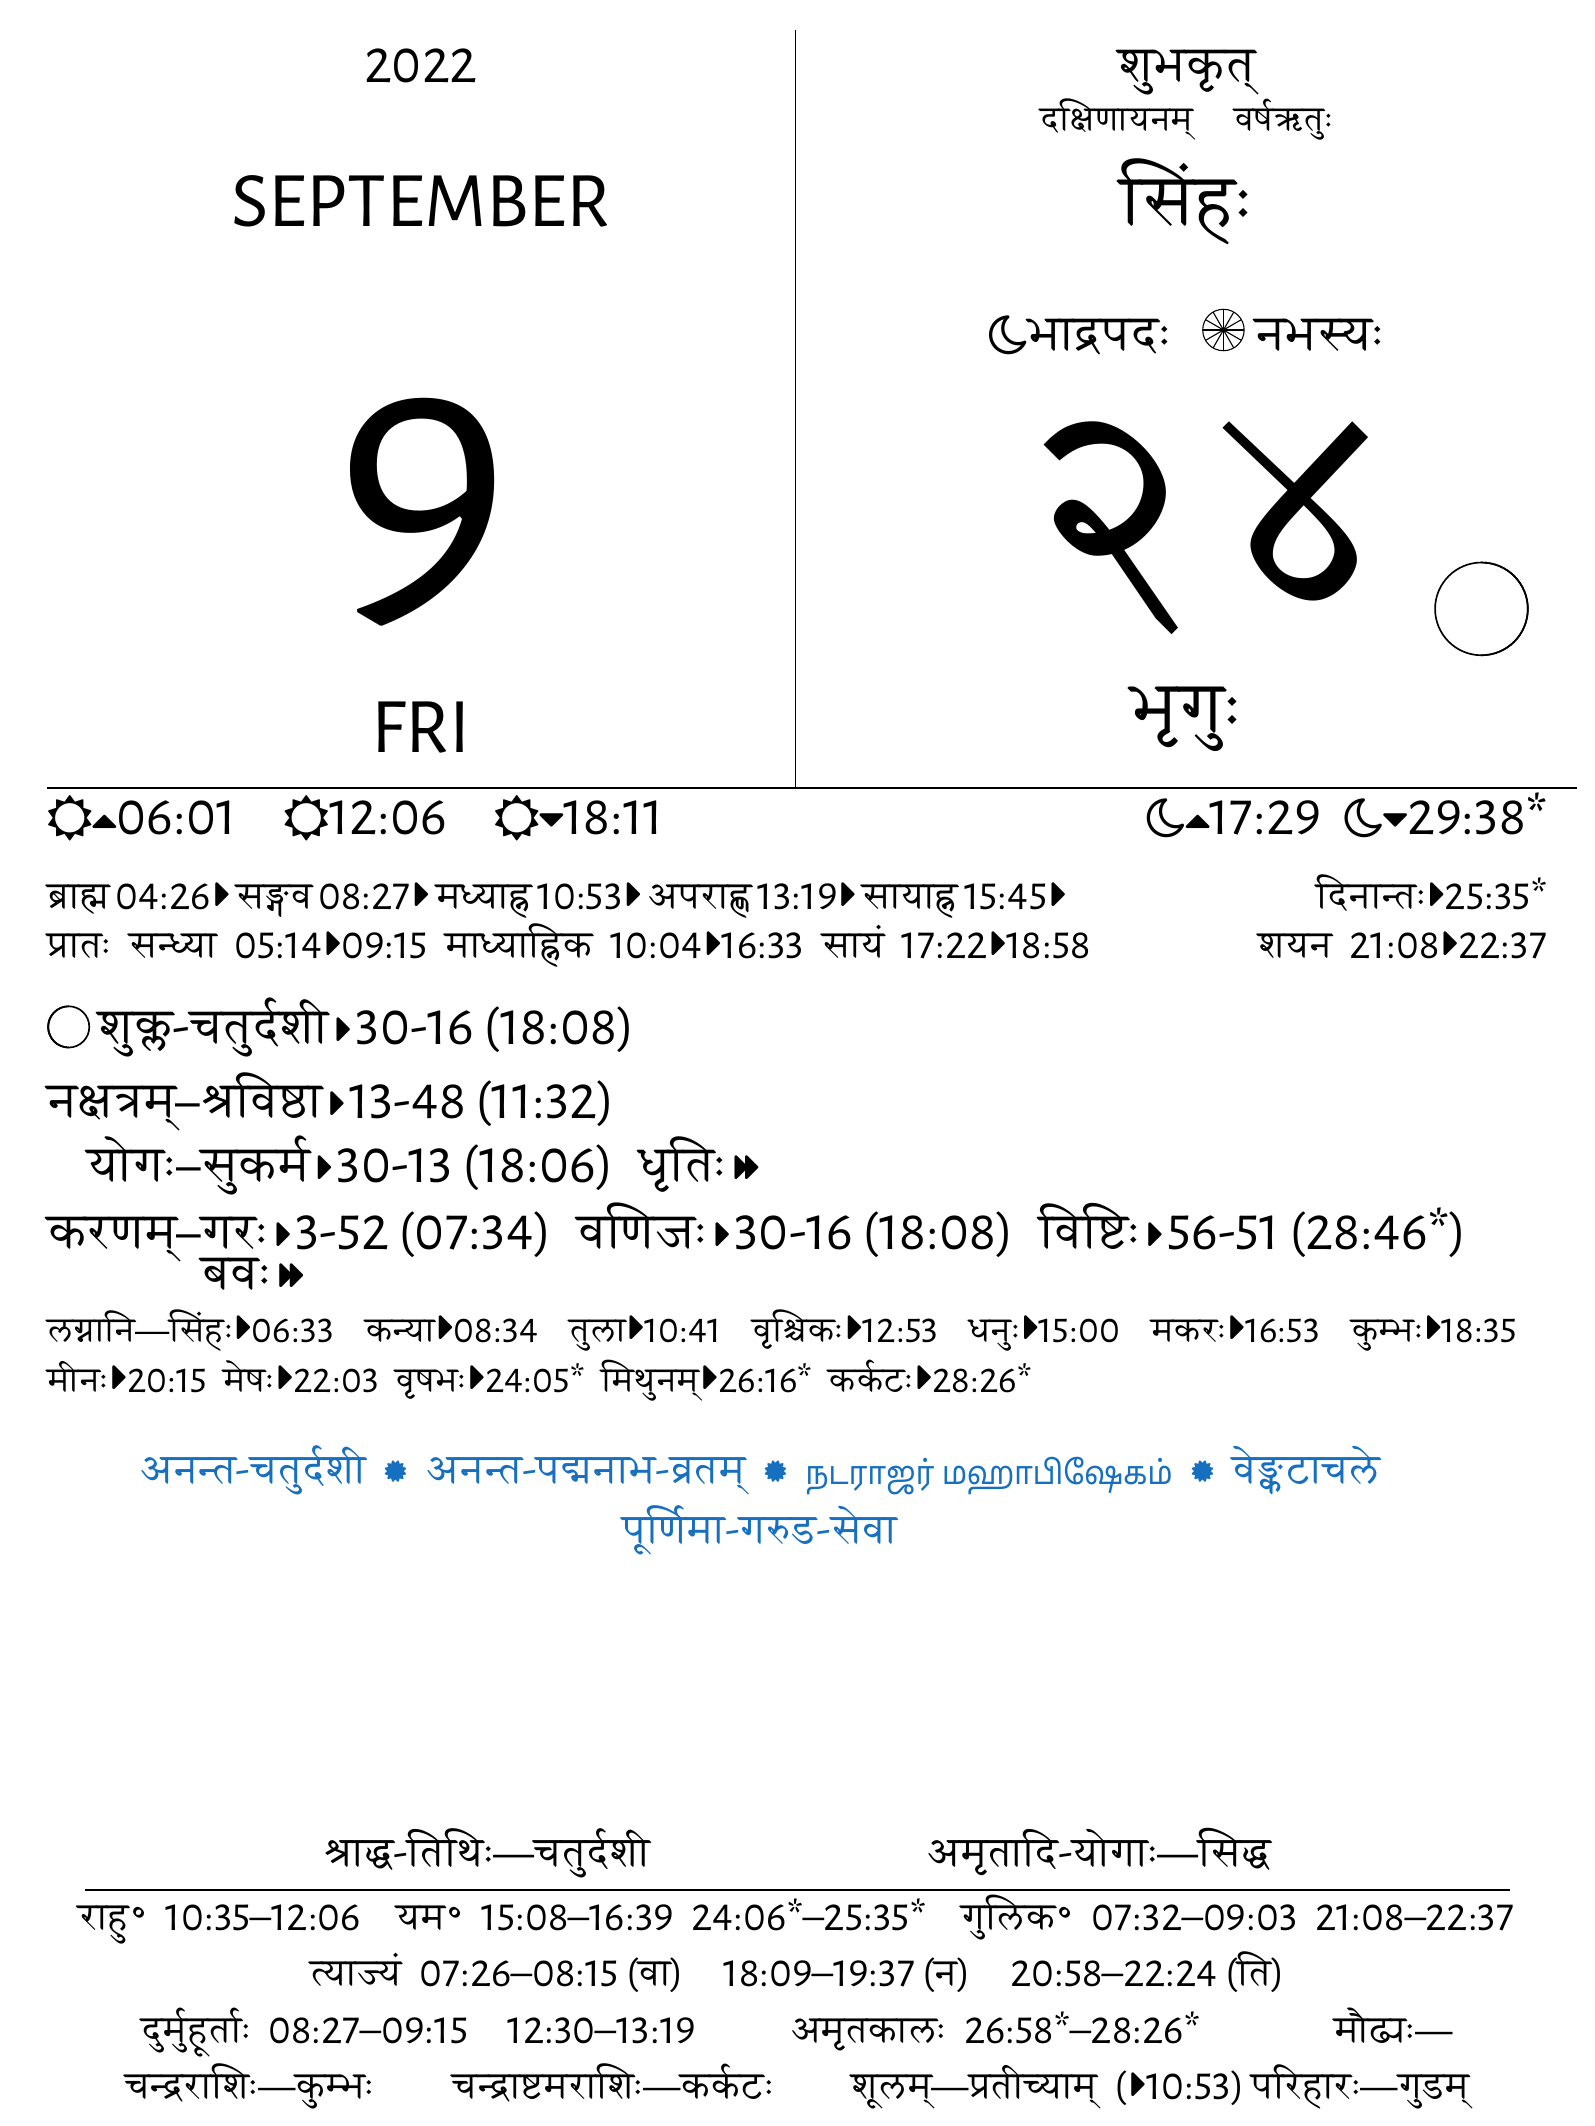 2022
SEPTEMBER
9
FRI
शुभकृत्
दक्षिणायनम् वर्षऋतुः
सिंहः
भाद्रपदः नभस्यः
२४
भृगुः
06:01 12:06 18:11 17:29 29:38*
ब्राह्म 04:26 सङ्गव 08:27 मध्याह्न 10:53 अपराह्ण 13:19 सायाह्न 15:45 दिनान्तः 25:35*
प्रातः सन्ध्या 05:14 09:15 माध्याह्निक 10:04 16:33 सायं 17:22 18:58 शयन 21:08 22:37
शुक्ल-चतुर्दशी 30-16 (18:08)
नक्षत्रम्–श्रविष्ठा 13-48 (11:32)
योगः–सुकर्म 30-13 (18:06) धृतिः
करणम्–गरः 3-52 (07:34) वणिजः 30-16 (18:08) विष्टिः 56-51 (28:46*)
बवः
लग्नानि—सिंहः 06:33 कन्या 08:34 तुला 10:41 वृश्चिकः 12:53 धनुः 15:00 मकरः 16:53 कुम्भः 18:35
मीनः 20:15 मेषः 22:03 वृषभः 24:05* मिथुनम् 26:16* कर्कटः 28:26*
अनन्त-चतुर्दशी ✹ अनन्त-पद्मनाभ-व्रतम् ✹ நடராஜர் மஹாபிஷேகம் ✹ वेङ्कटाचले
पूर्णिमा-गरुड-सेवा
श्राद्ध-तिथिः—चतुर्दशी अमृतादि-योगाः—सिद्ध
राहु॰ 10:35–12:06 यम॰ 15:08–16:39 24:06*–25:35* गुलिक॰ 07:32–09:03 21:08–22:37
त्याज्यं 07:26–08:15 (वा) 18:09–19:37 (न) 20:58–22:24 (ति)
दुर्मुहूर्ताः 08:27–09:15 12:30–13:19 अमृतकालः 26:58*–28:26* मौढ्यः—
चन्द्रराशिः—कुम्भः चन्द्राष्टमराशिः—कर्कटः शूलम्—प्रतीच्याम् (10:53) परिहारः—गुडम्